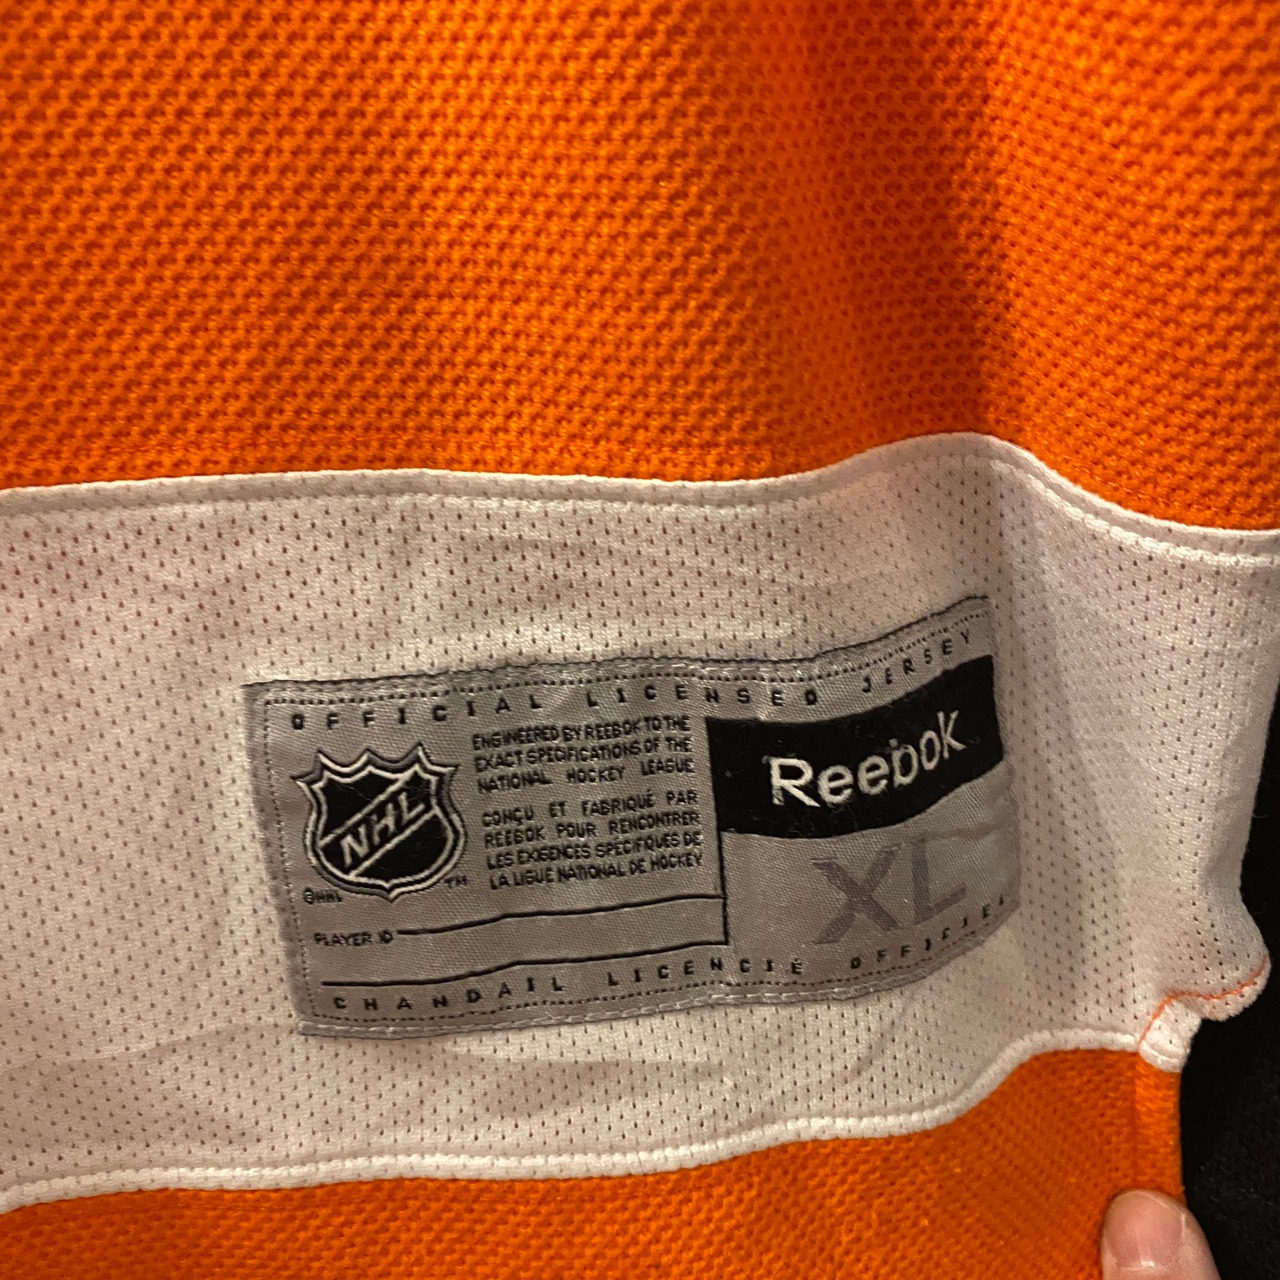 OFFICIAL LICENSED JERSEY
NHL
TM
©NHL
ENGINEERED BY REEBOK TO THE
EXACT SPECIFICATIONS OF THE
NATIONAL HOCKEY LEAGUE
CONÇU ET FABRIQUÉ PAR
REEBOK POUR RENCONTRER
LES EXIGENCES SPÉCIFIQUES DE
LA LIGUE NATIONAL DE HOCKEY
PLAYER ID
Reebok
XL
CHANDAIL LICENCIÉ OFFICIEL